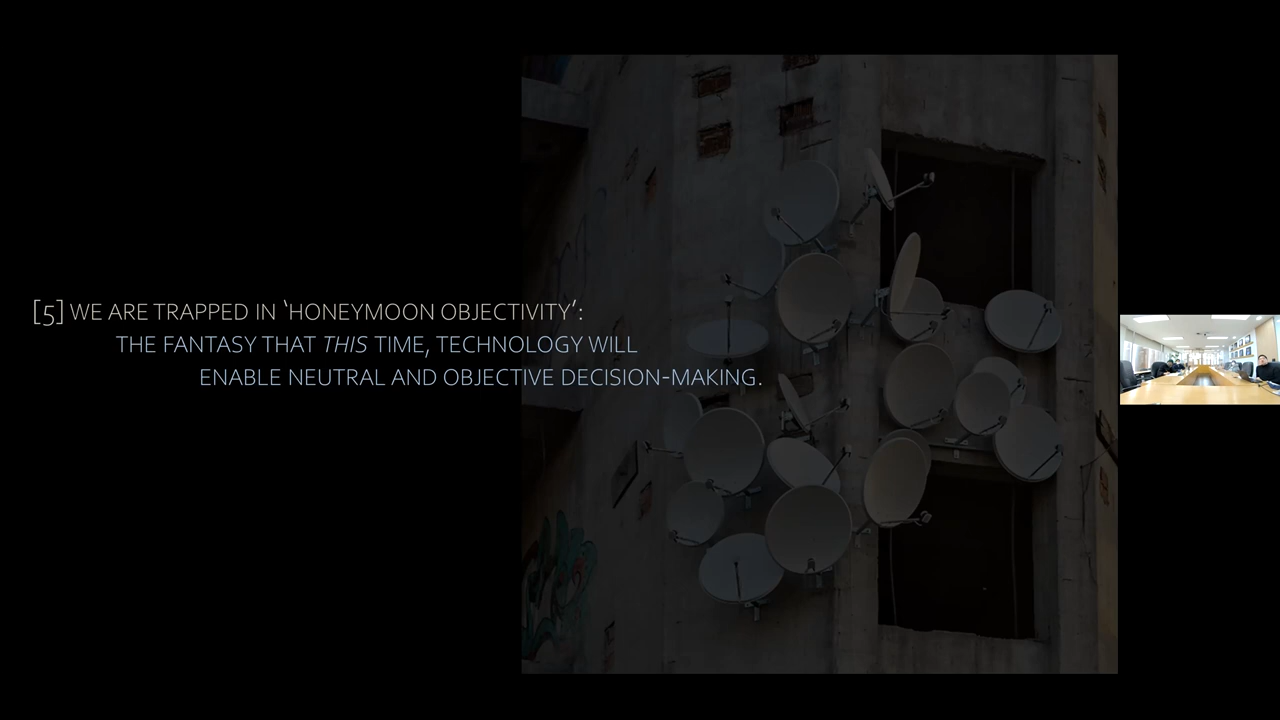 [5] WE ARE TRAPPED IN ‘HONEYMOON OBJECTIVITY’:
THE FANTASY THAT THIS TIME, TECHNOLOGY WILL
ENABLE NEUTRAL AND OBJECTIVE DECISION-MAKING.